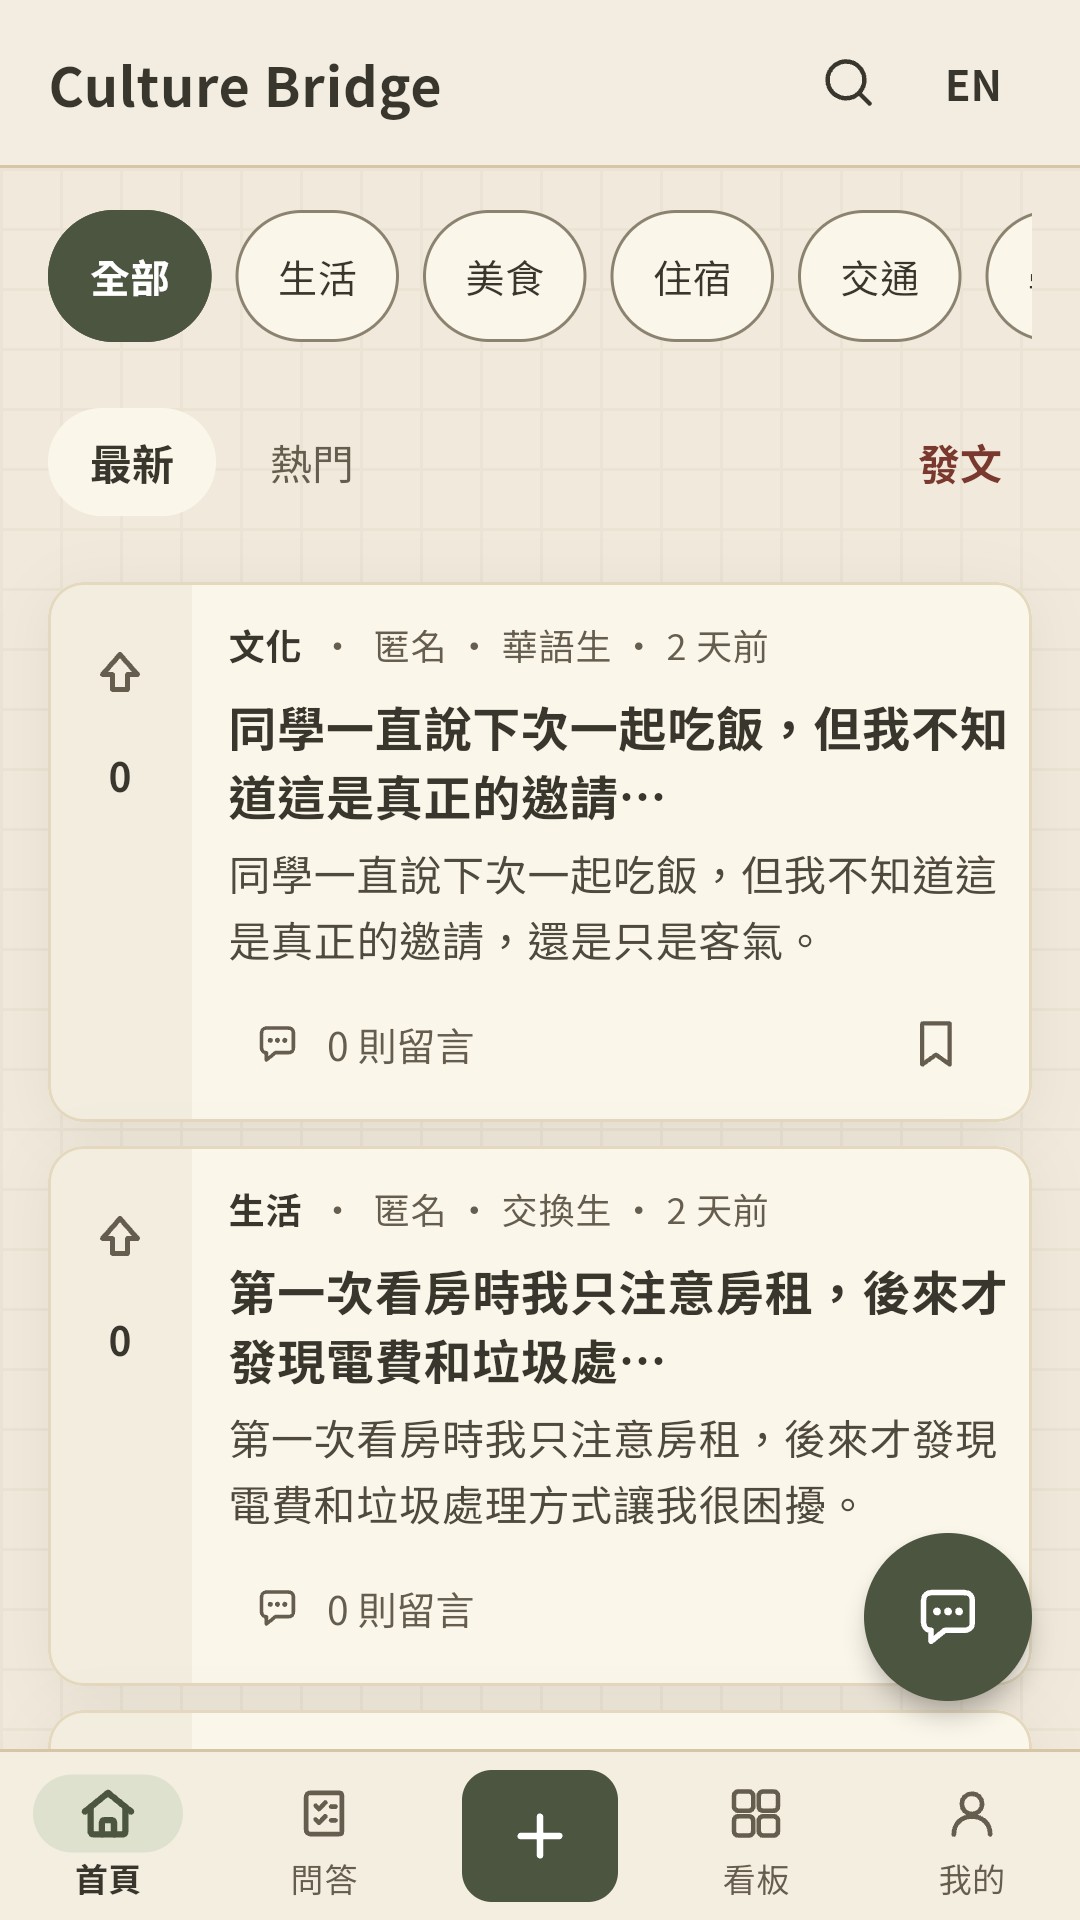 Culture Bridge
EN
全部 生活 美食 住宿 交通
最新 熱門 發文
文化 · 匿名 · 華語生 · 2 天前
同學一直說下次一起吃飯，但我不知
道這是真正的邀請…
同學一直說下次一起吃飯，但我不知道這
是真正的邀請，還是只是客氣。
0
0 則留言
生活 · 匿名 · 交換生 · 2 天前
第一次看房時我只注意房租，後來才
發現電費和垃圾處…
第一次看房時我只注意房租，後來才發現
電費和垃圾處理方式讓我很困擾。
0
0 則留言
首頁 問答 看板 我的